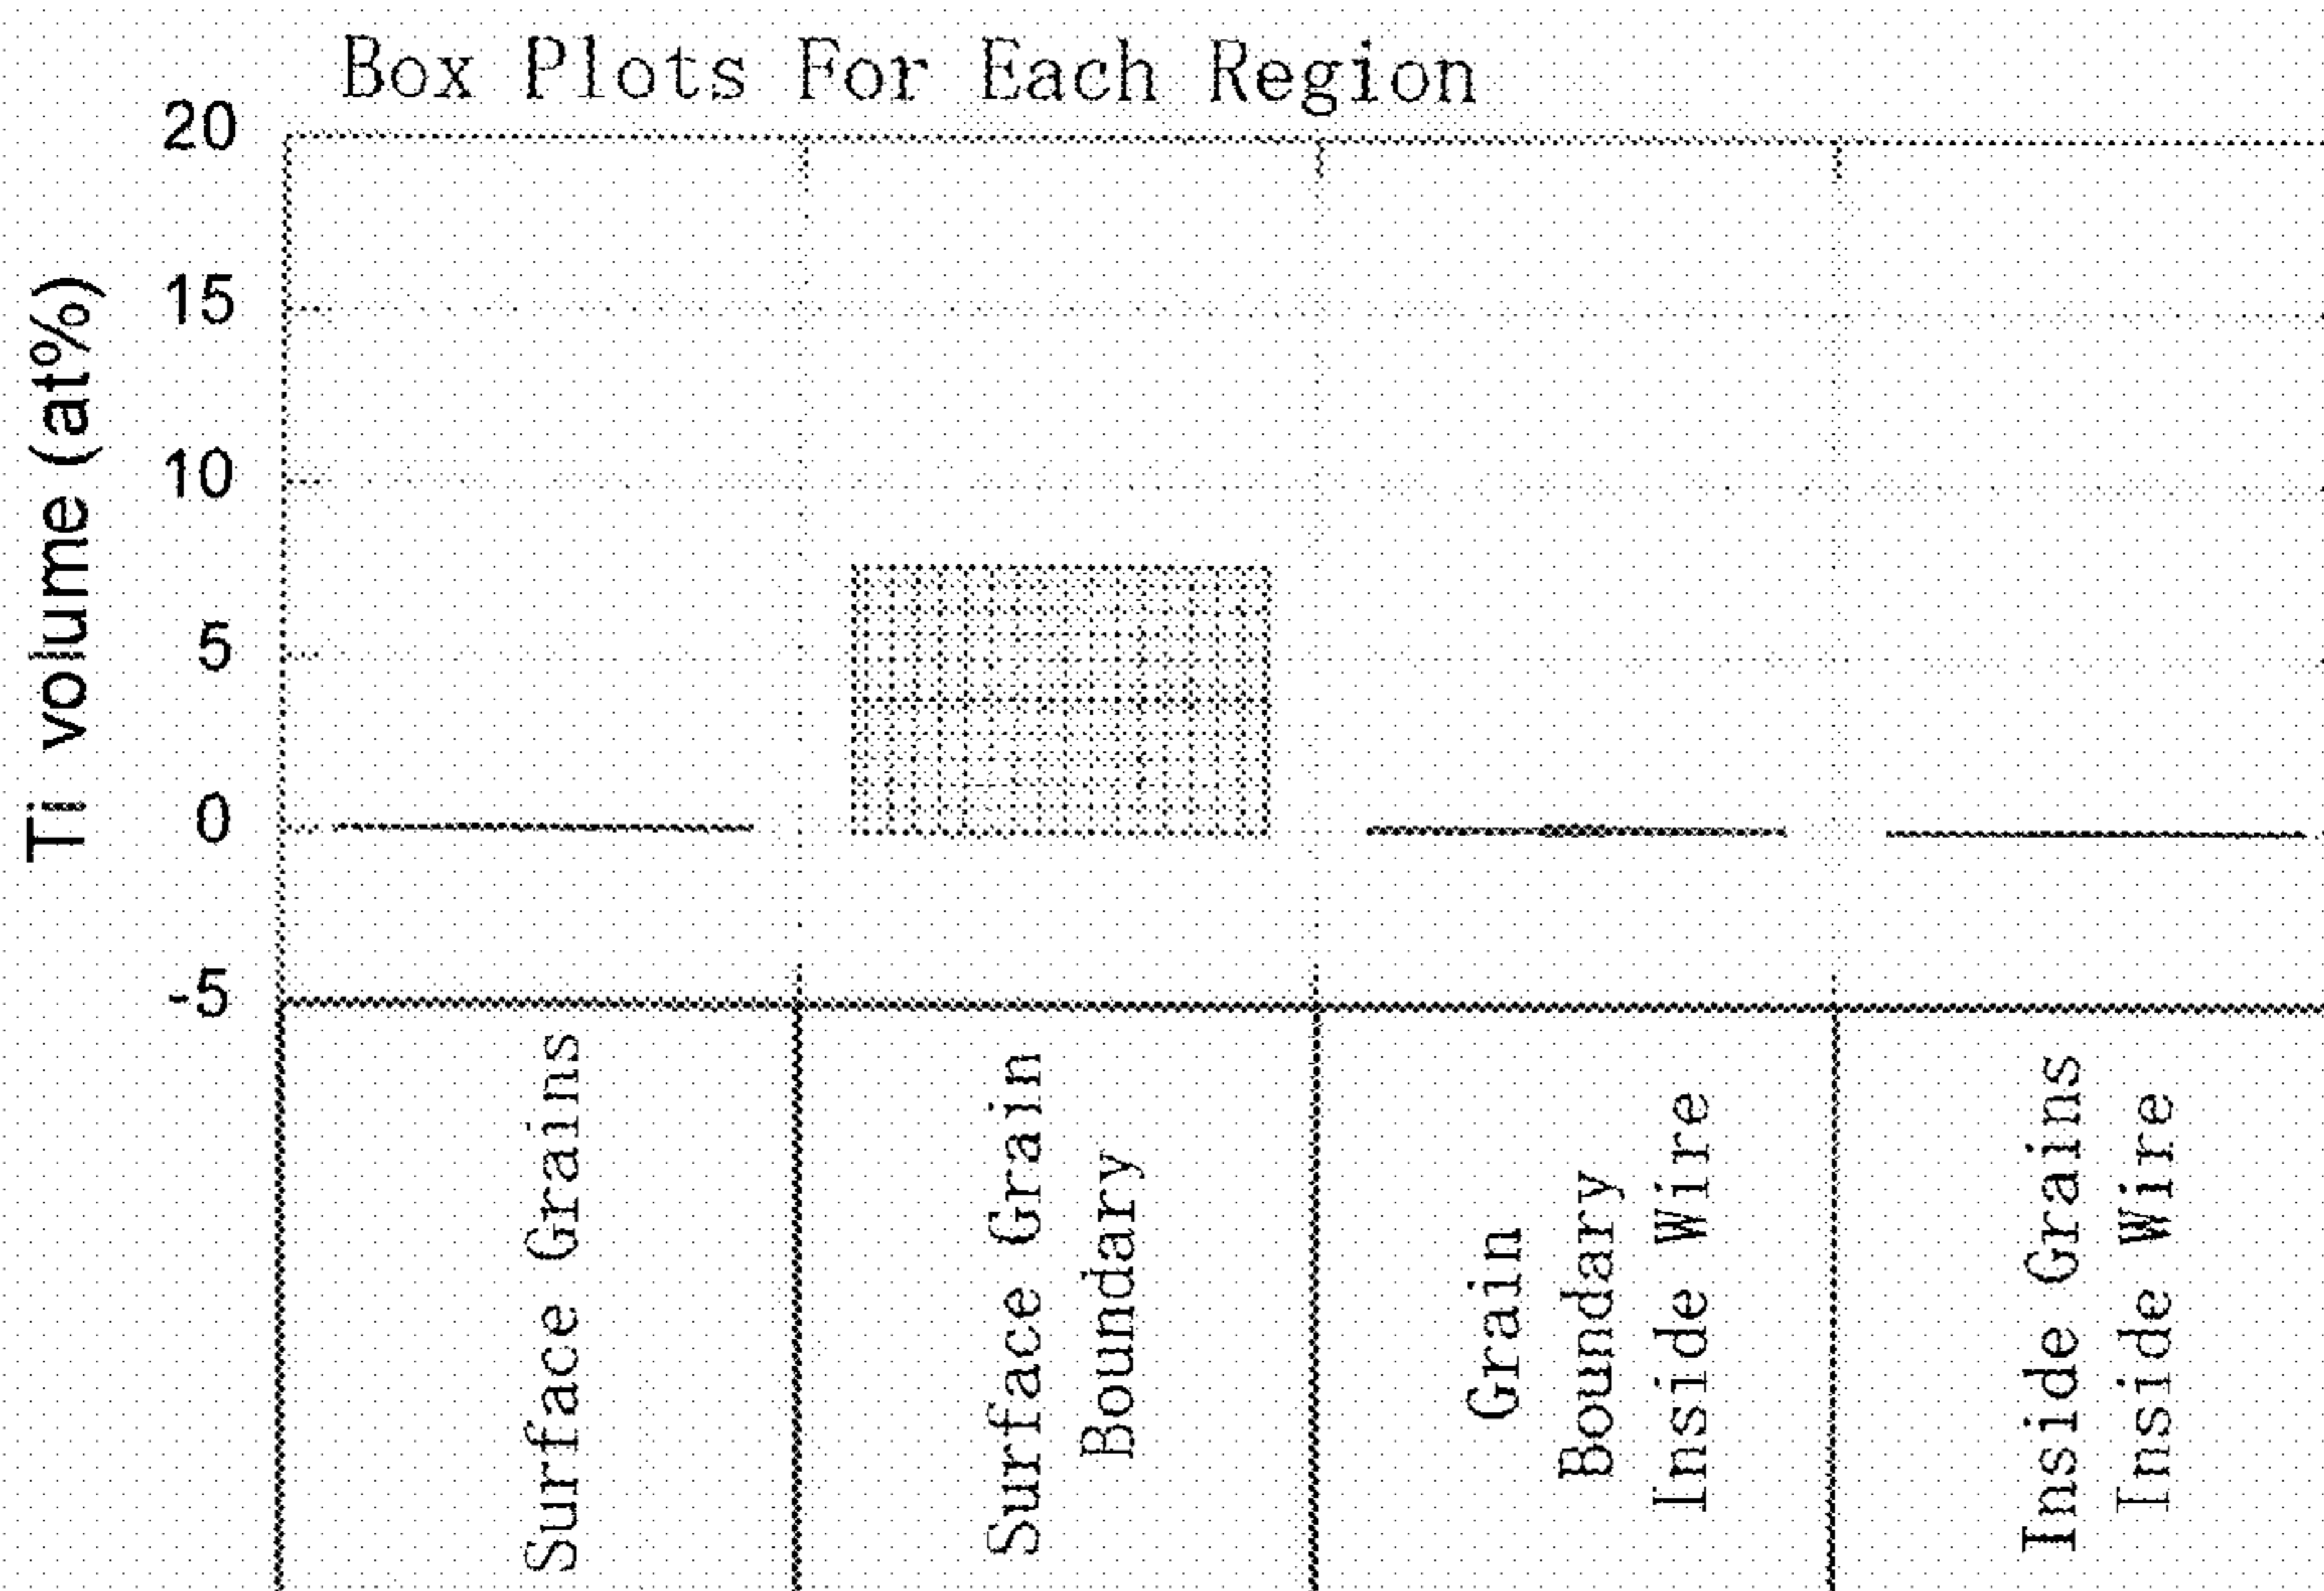 Box Plots For Each Region
20
15
10
5
0
-5
Ti volume (at%)
Surface Grains
Surface Grain
Boundary
Grain
Boundary
Inside Wire
Inside Grains
Inside Wire